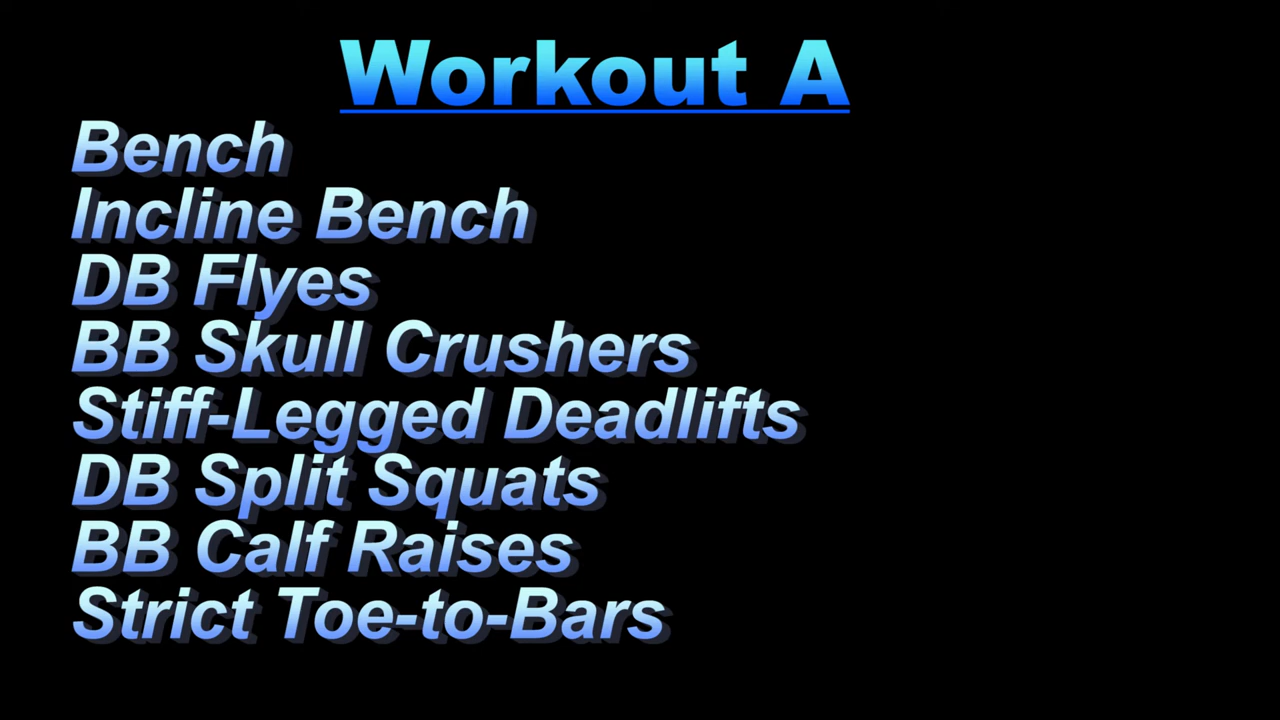 Workout A
Bench
Incline Bench
DB Flyes
BB Skull Crushers
Stiff-Legged Deadlifts
DB Split Squats
BB Calf Raises
Strict Toe-to-Bars